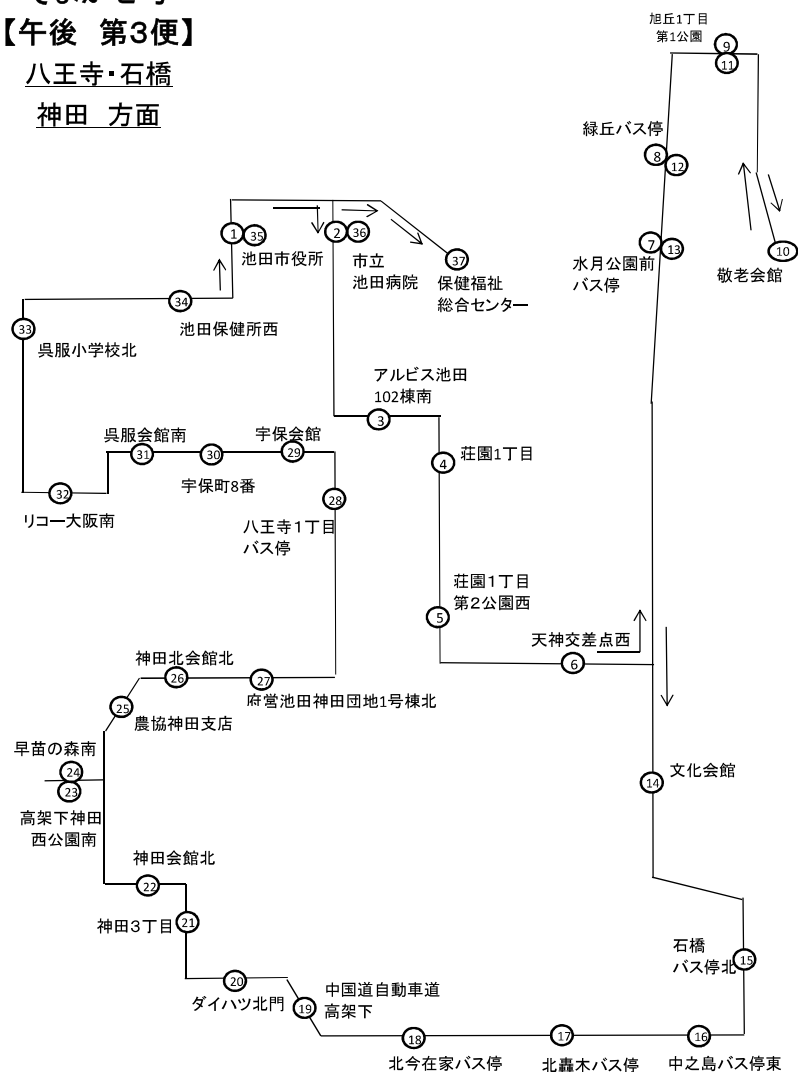 【午後　第３便】
八王寺・石橋
神田　方面
旭丘1丁目
第1公園
9
11
緑丘バス停
8
12
7
13
水月公園前
バス停
10
敬老会館
1
35
池田市役所
2
36
市立
池田病院
37
保健福祉
総合センター
34
池田保健所西
33
呉服小学校北
アルビス池田
102棟南
3
呉服会館南
31
30
宇保町8番
宇保会館
29
荘園1丁目
4
32
リコー大阪南
28
八王寺１丁目
バス停
荘園１丁目
第２公園西
5
天神交差点西
6
神田北会館北
26
27
府営池田神田団地1号棟北
25
農協神田支店
早苗の森南
24
23
高架下神田
西公園南
14
文化会館
神田会館北
22
21
神田３丁目
石橋
バス停北
15
20
ダイハツ北門
中国道自動車道
高架下
19
18
北今在家バス停
17
北轟木バス停
16
中之島バス停東